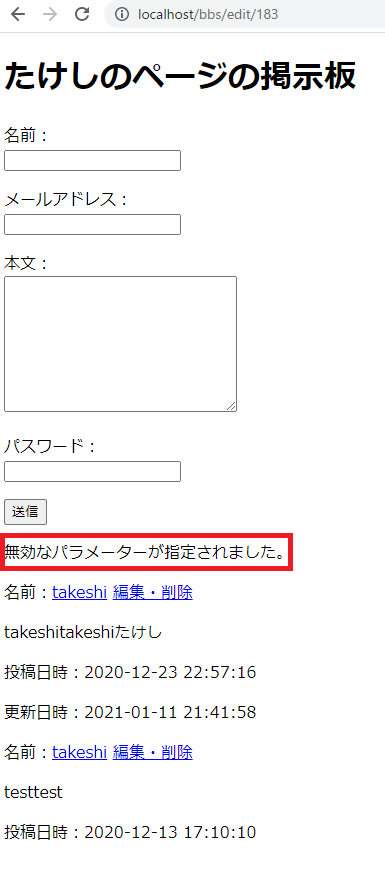 localhost/bbs/edit/183
たけしのページの掲示板
名前：
メールアドレス：
本文：
パスワード：
送信
無効なパラメーターが指定されました。
名前：takeshi 編集・削除
takeshitakeshiたけし
投稿日時：2020-12-23 22:57:16
更新日時：2021-01-11 21:41:58
名前：takeshi 編集・削除
testtest
投稿日時：2020-12-13 17:10:10